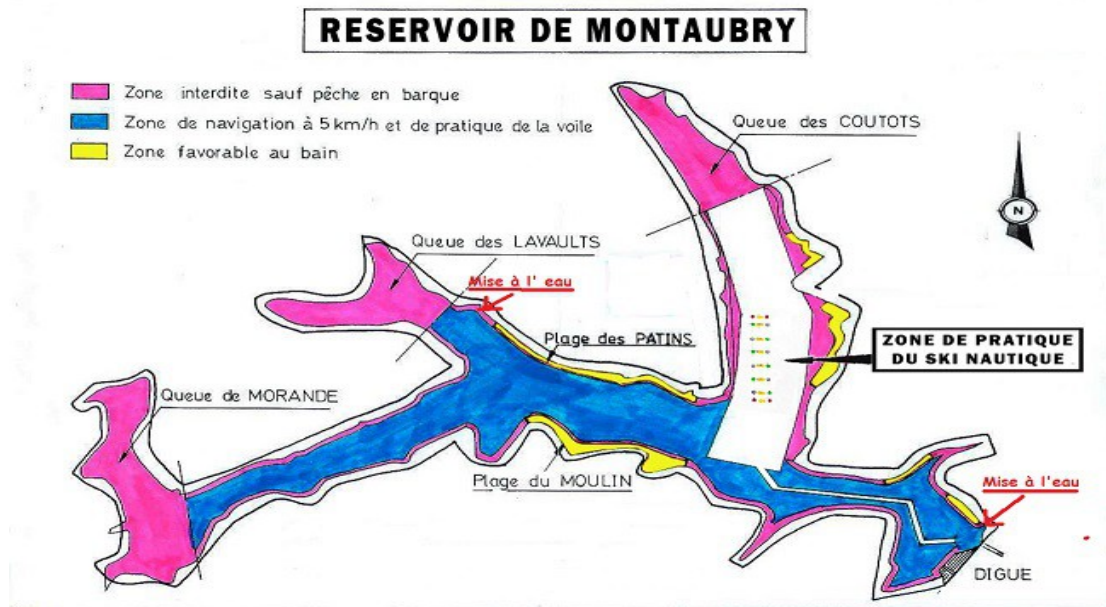 RESERVOIR DE MONTAUBRY
Zone interdite sauf pêche en barque
Zone de navigation à 5 km/h et de pratique de la voile
Zone favorable au bain
Queue des COUTOTS
N
Queue des LAVAULTS
Mise à l' eau
Plage des PATINS
ZONE DE PRATIQUE
DU SKI NAUTIQUE
Queue de MORANDE
Plage du MOULIN
Mise à l'eau
DIGUE